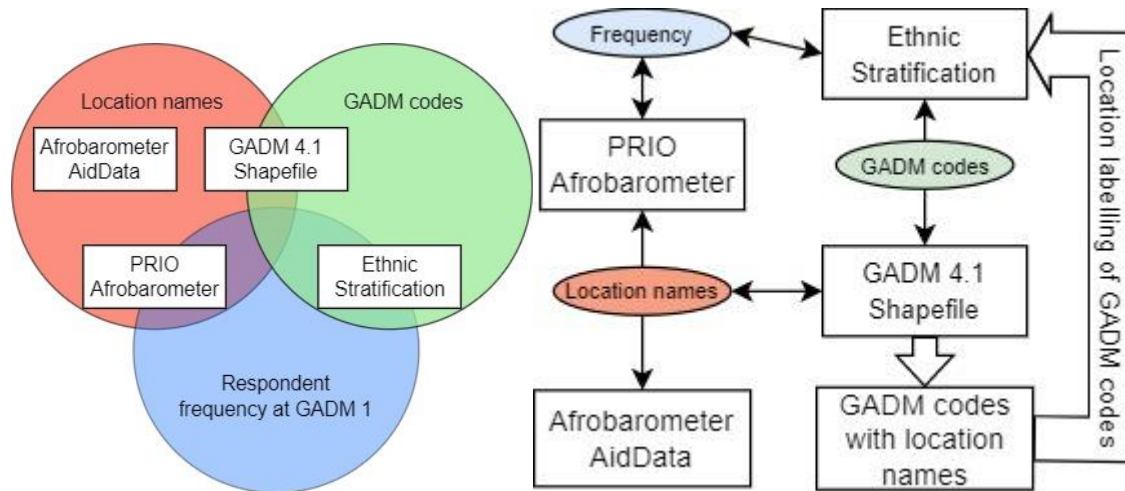 Location names
GADM codes
Afrobarometer
AidData
GADM 4.1
Shapefile
PRIO
Afrobarometer
Ethnic
Stratification
Respondent
frequency at GADM 1
Frequency
Ethnic
Stratification
PRIO
Afrobarometer
GADM codes
Location names
GADM 4.1
Shapefile
Afrobarometer
AidData
GADM codes
with location
names
Location labelling of GADM codes